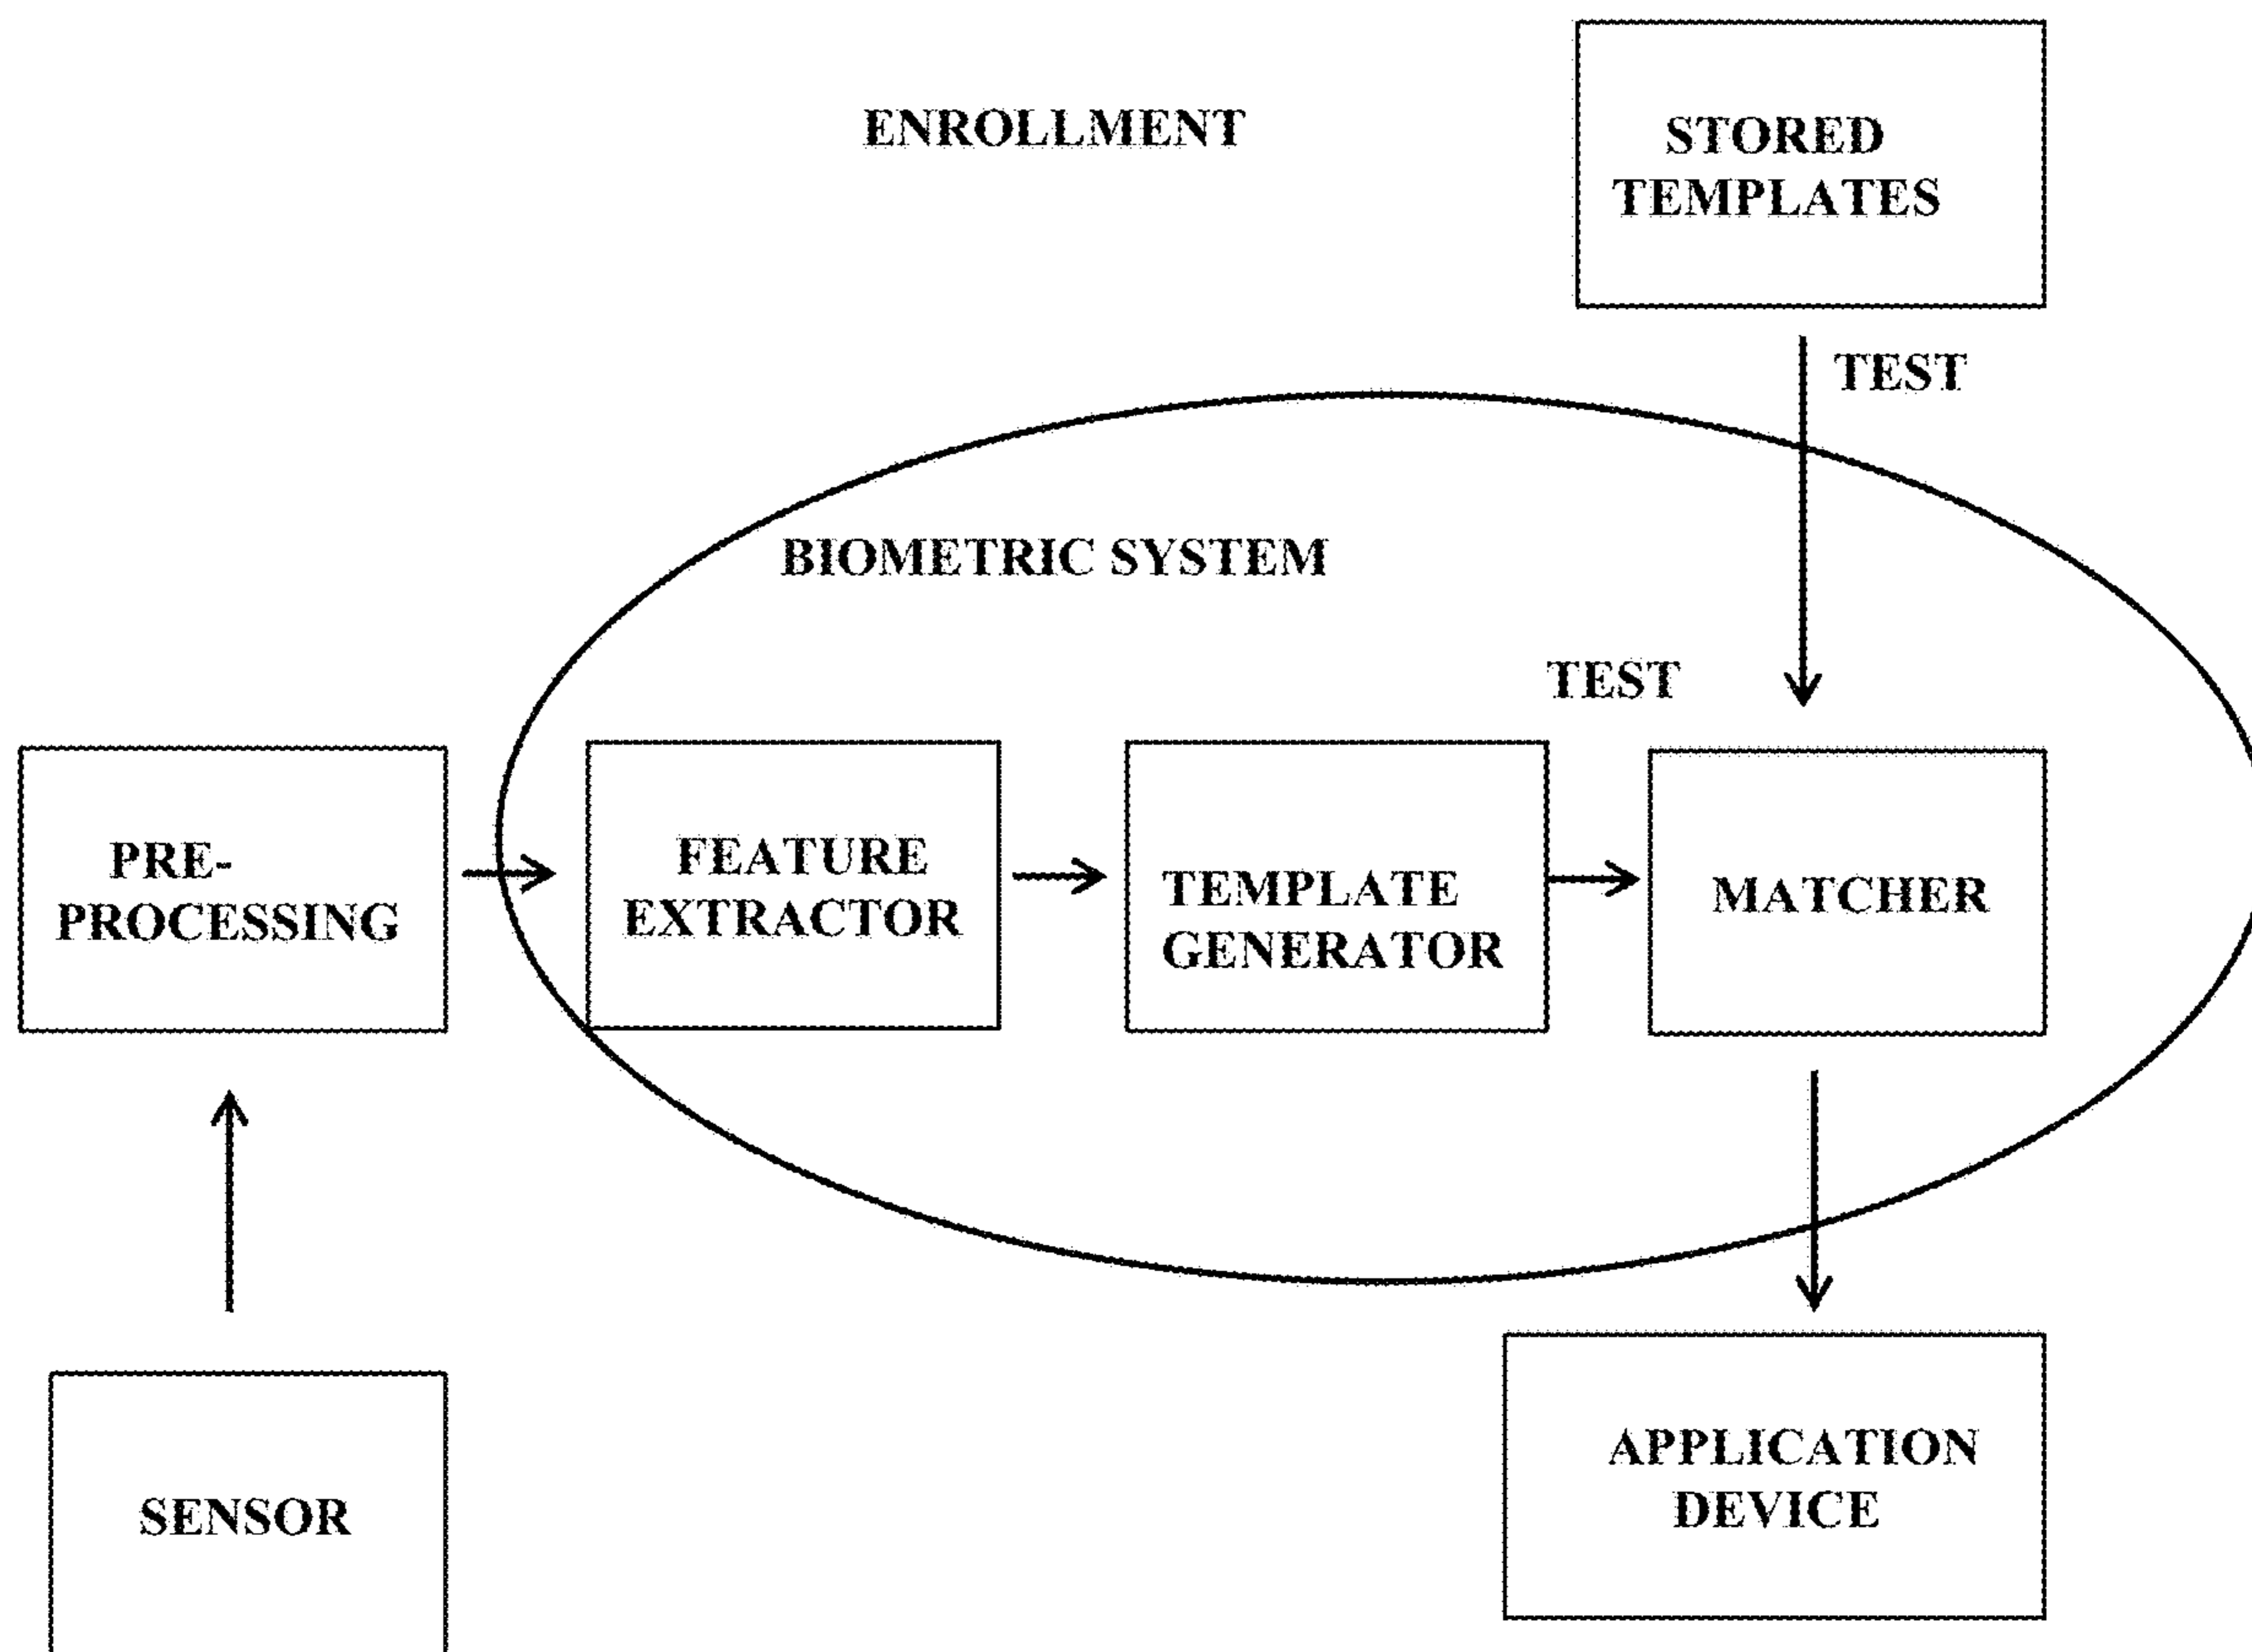 ENROLLMENT
STORED
TEMPLATES
TEST
BIOMETRIC SYSTEM
TEST
PRE-
PROCESSING
FEATURE
EXTRACTOR
TEMPLATE
GENERATOR
MATCHER
SENSOR
APPLICATION
DEVICE